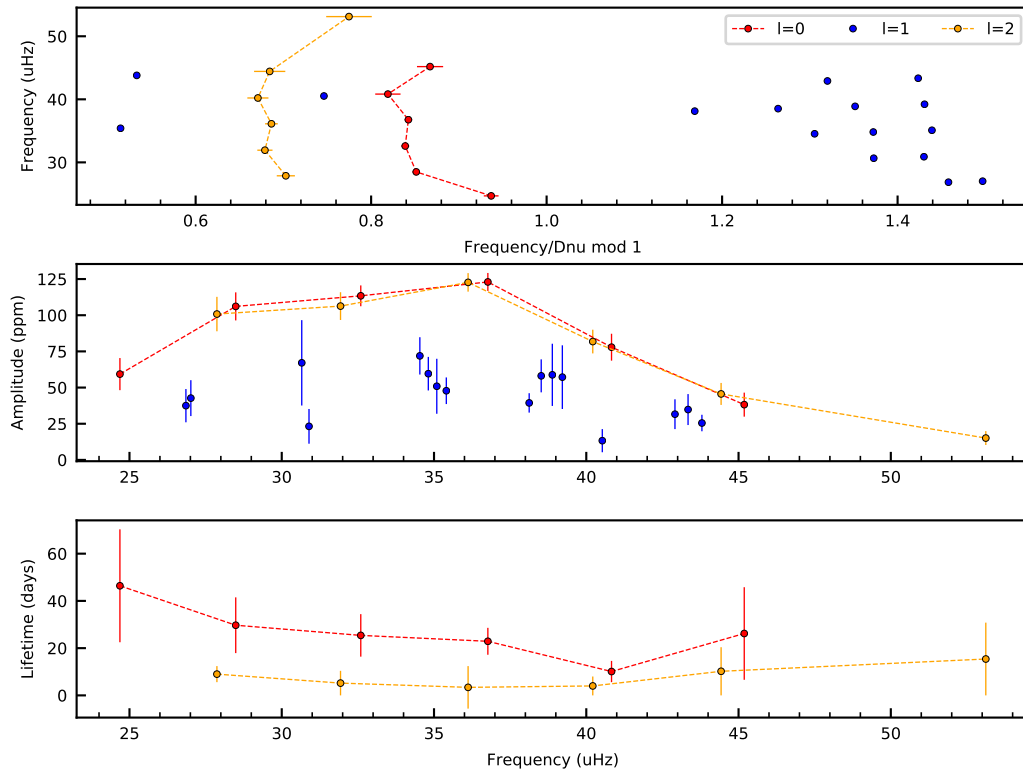 Frequency (uHz)
50
40
30
l=0 l=1 l=2
0.6 0.8 1.0 1.2 1.4
Frequency/Dnu mod 1
Amplitude (ppm)
125
100
75
50
25
0
25 30 35 40 45 50
Lifetime (days)
60
40
20
0
25 30 35 40 45 50
Frequency (uHz)